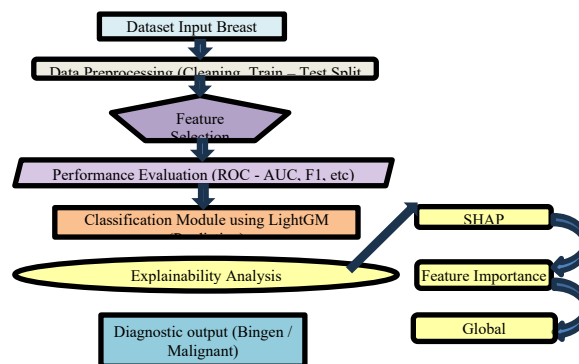 Dataset Input Breast
Data Preprocessing (Cleaning, Train – Test Split
Feature
Selection
Performance Evaluation (ROC - AUC, F1, etc)
Classification Module using LightGM
SHAP
Explainability Analysis
Feature Importance
Global
Diagnostic output (Bingen /
Malignant)